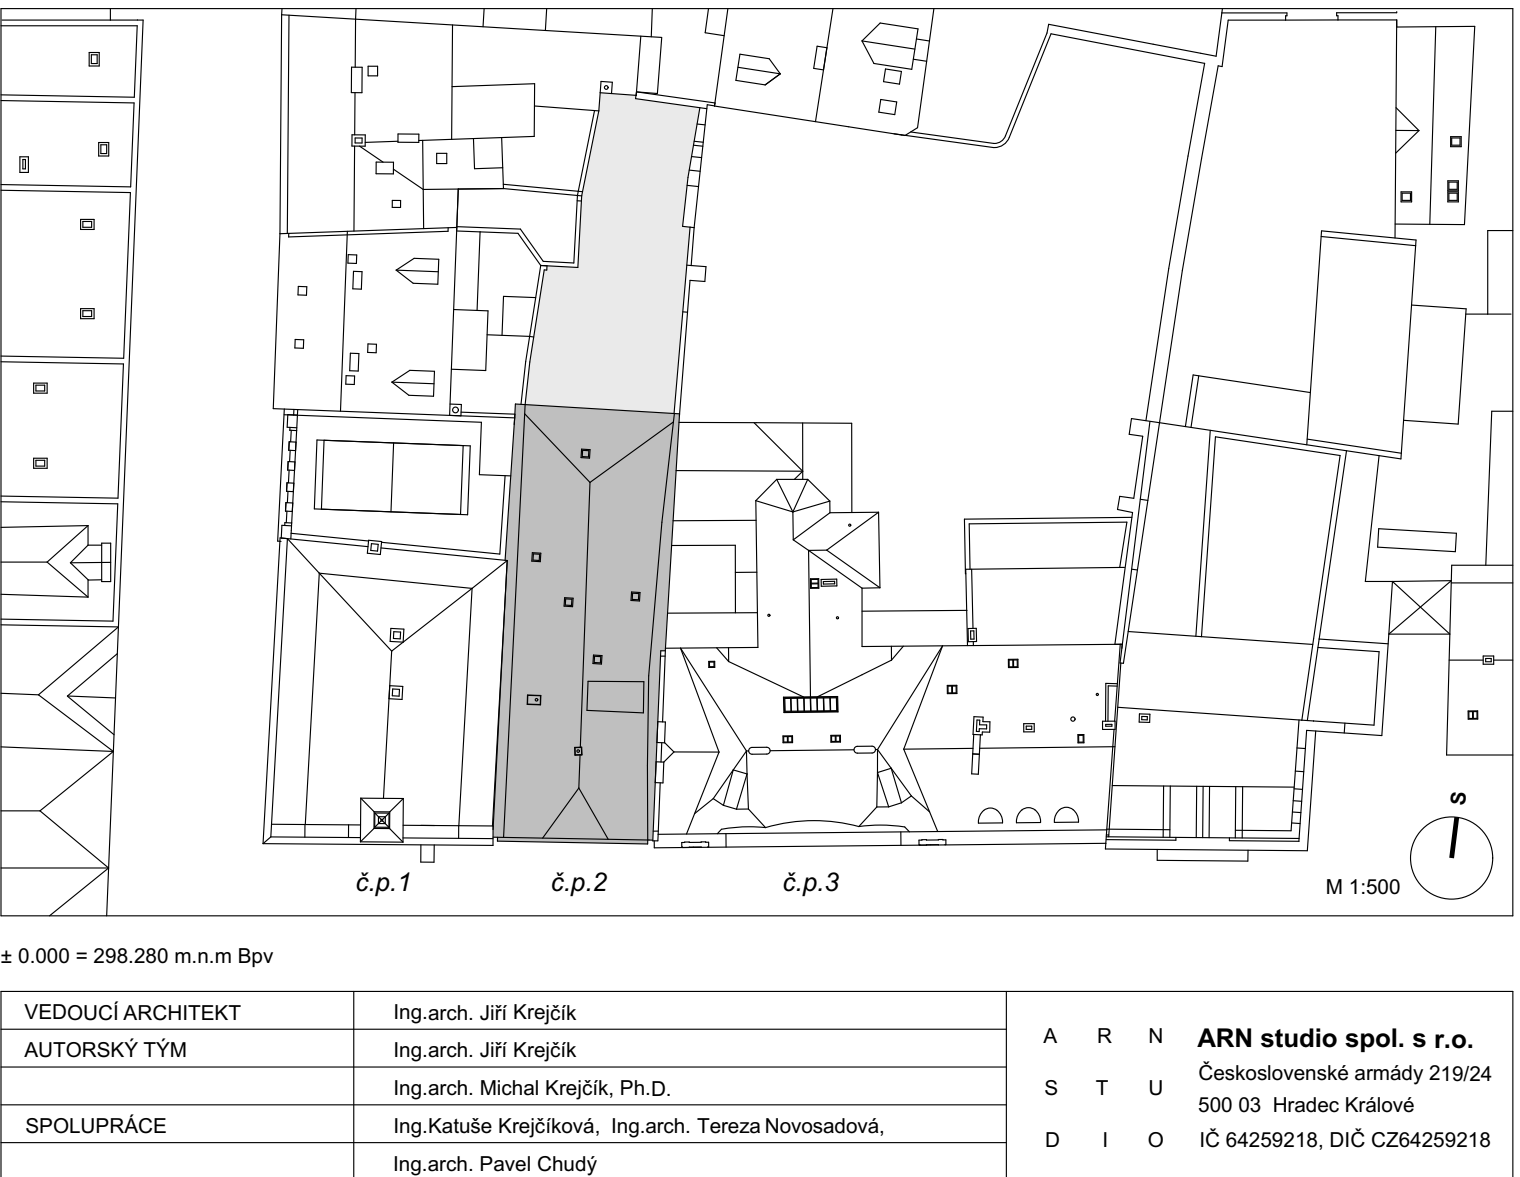 S
č.p.1
č.p.2
č.p.3
M 1:500
± 0.000 = 298.280 m.n.m Bpv
VEDOUCÍ ARCHITEKT
Ing.arch. Jiří Krejčík
AUTORSKÝ TÝM
Ing.arch. Jiří Krejčík
Ing.arch. Michal Krejčík, Ph.D.
SPOLUPRÁCE
Ing.Katuše Krejčíková, Ing.arch. Tereza Novosadová,
Ing.arch. Pavel Chudý
A R N
S T U
D I O
ARN studio spol. s r.o.
Československé armády 219/24
500 03 Hradec Králové
IČ 64259218, DIČ CZ64259218